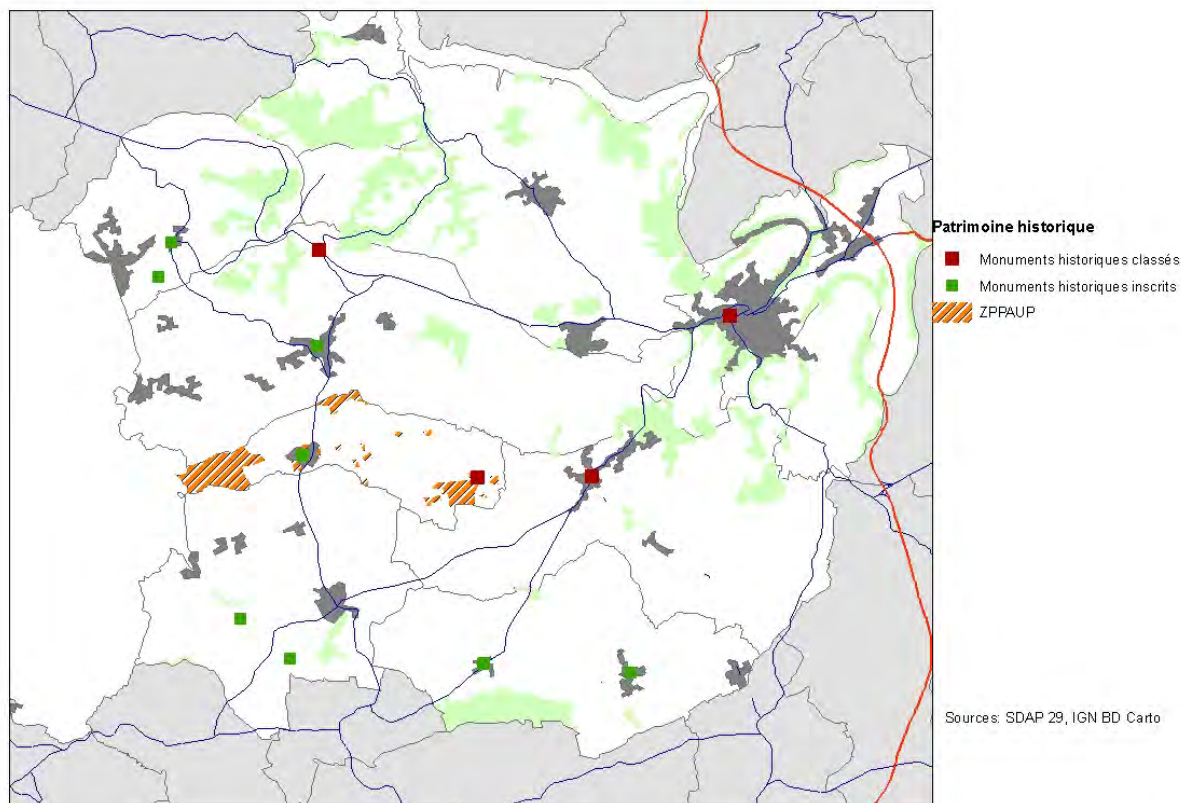 Patrimoine historique
Monuments historiques classés
Monuments historiques inscrits
ZPPAUP
Sources: SDAP 29, IGN BD Carto